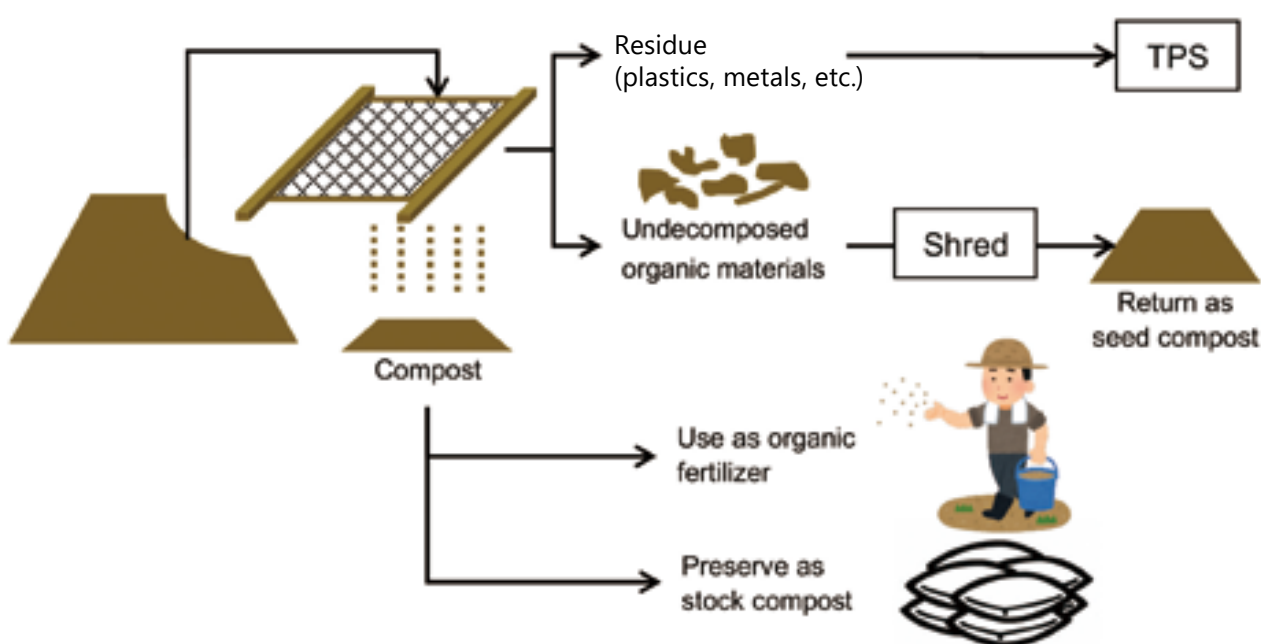 Residue
(plastics, metals, etc.)
TPS
Undecomposed
organic materials
Shred
Return as
seed compost
Compost
Use as organic
fertilizer
Preserve as
stock compost